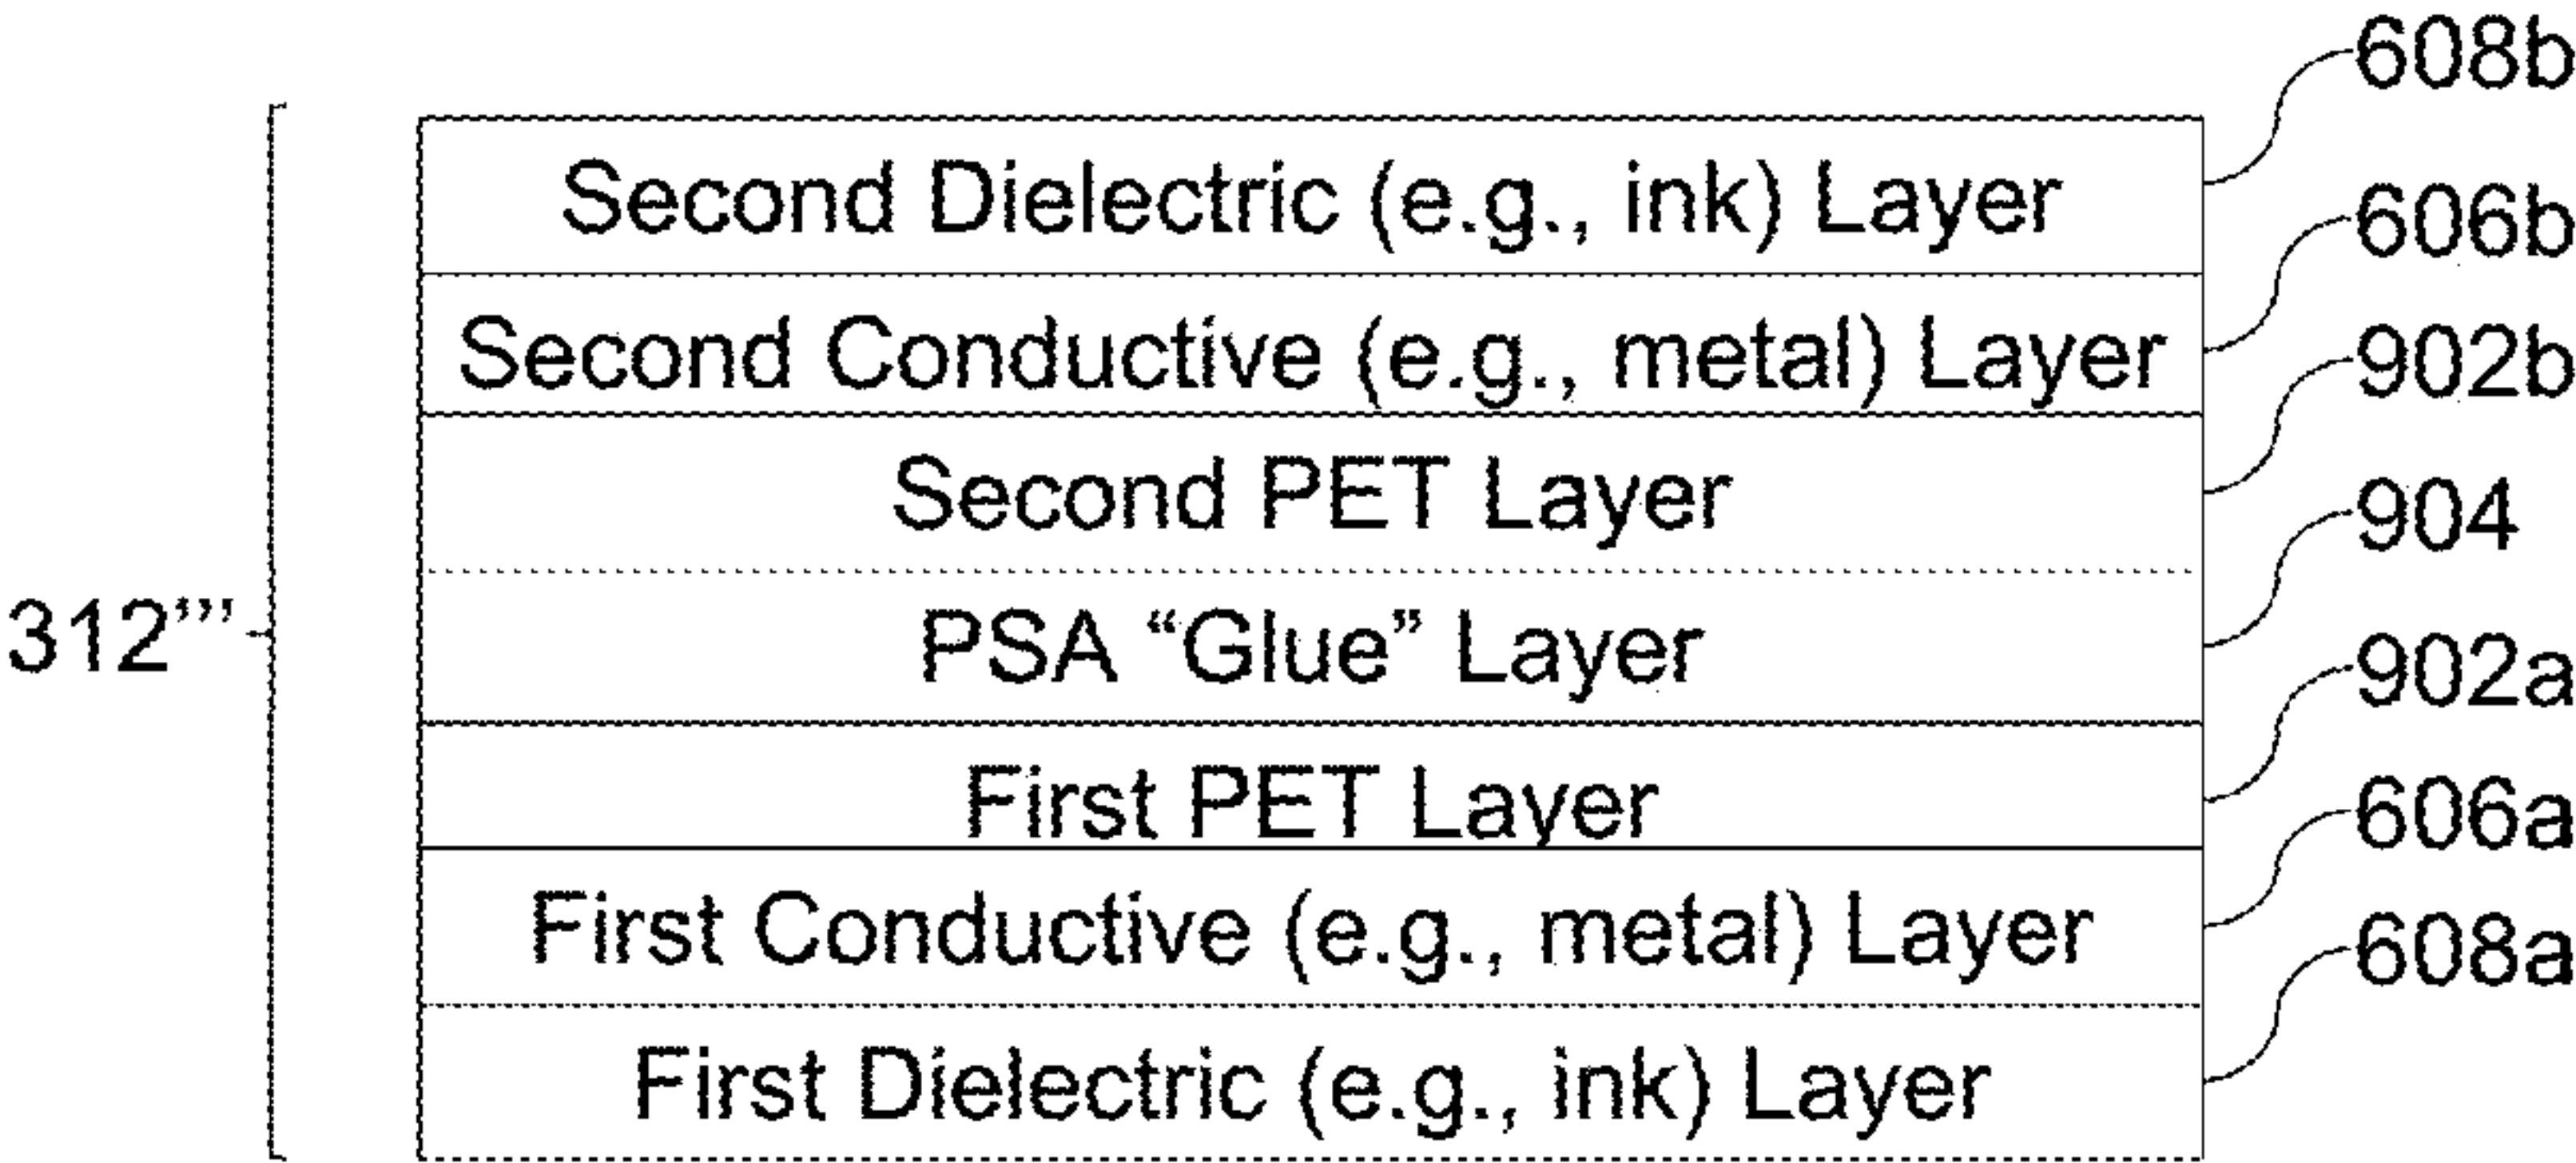 608b
Second Dielectric (e.g., ink) Layer
606b
Second Conductive (e.g., metal) Layer
902b
Second PET Layer
904
PSA “Glue” Layer
312’’’
902a
First PET Layer
606a
First Conductive (e.g., metal) Layer
608a
First Dielectric (e.g., ink) Layer